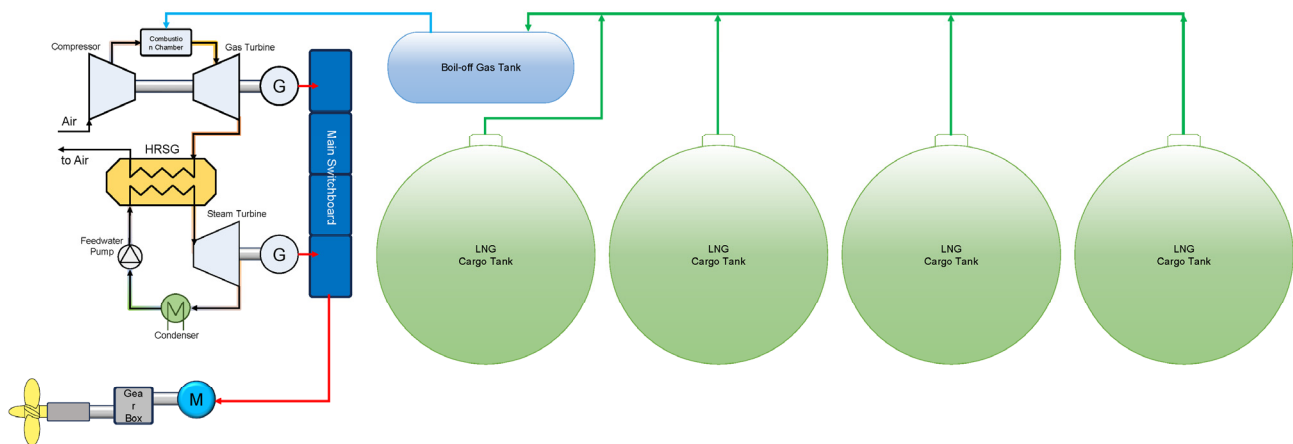 Combustio
n Chamber
Compressor
Gas Turbine
G
Air
to Air
HRSG
Main Switchboard
Steam Turbine
Feedwater
Pump
G
Condenser
Gea
r
Box
M
Boil-off Gas Tank
LNG
Cargo Tank
LNG
Cargo Tank
LNG
Cargo Tank
LNG
Cargo Tank